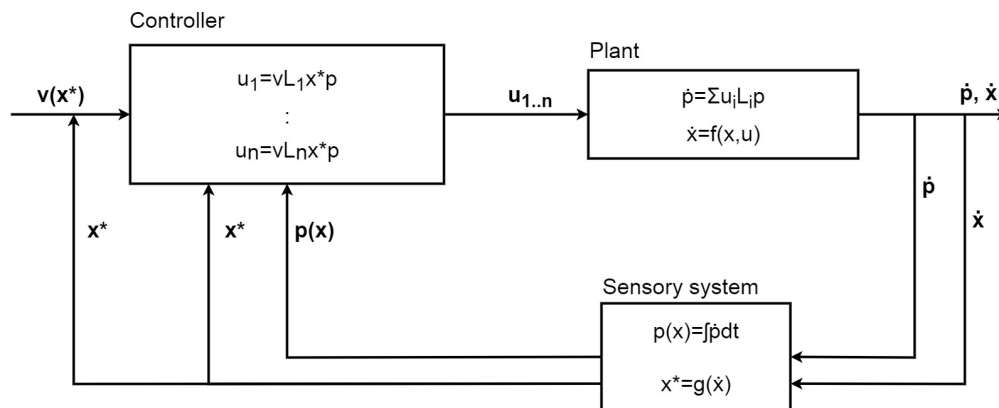 Controller
Plant
u₁=vL₁x*p
:
uₙ=vLₙx*p
v(x*)
u₁..ₙ
ṗ=ΣuᵢLᵢp
ẋ=f(x,u)
ṗ, ẋ
x*
x*
p(x)
ṗ
ẋ
Sensory system
p(x)=∫ṗdt
x*=g(ẋ)